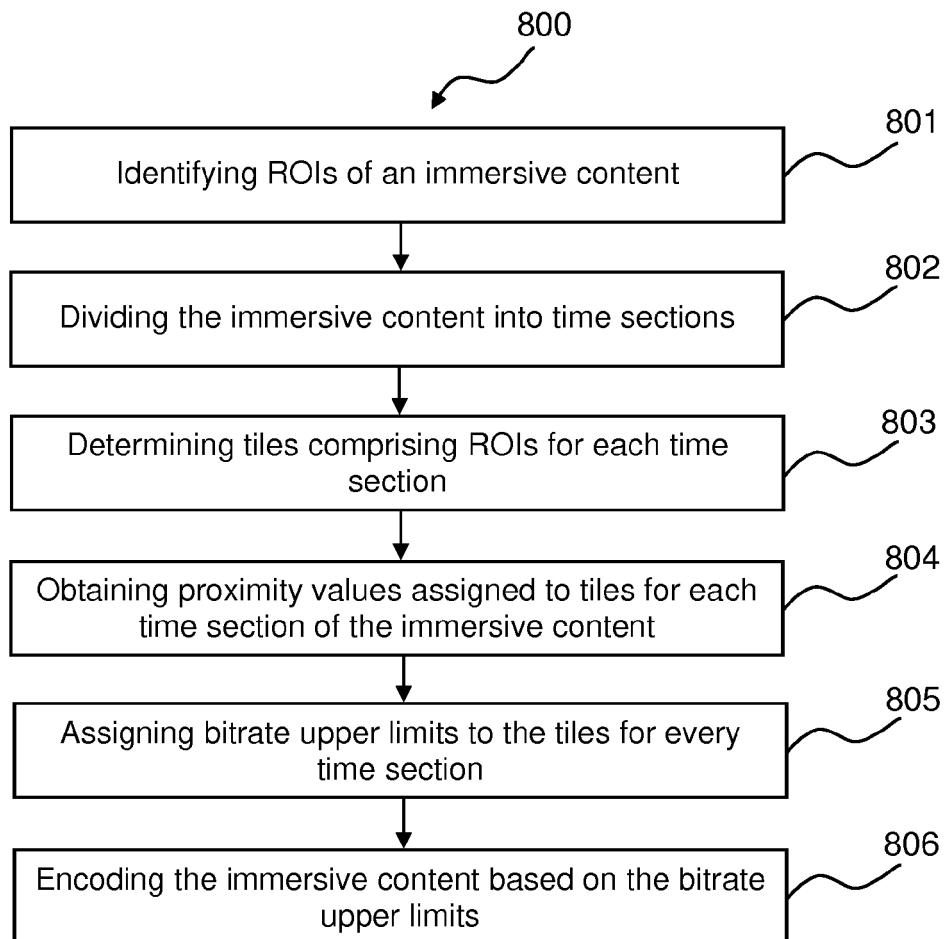 800
801
Identifying ROIs of an immersive content
802
Dividing the immersive content into time sections
803
Determining tiles comprising ROIs for each time
section
804
Obtaining proximity values assigned to tiles for each
time section of the immersive content
805
Assigning bitrate upper limits to the tiles for every
time section
806
Encoding the immersive content based on the bitrate
upper limits